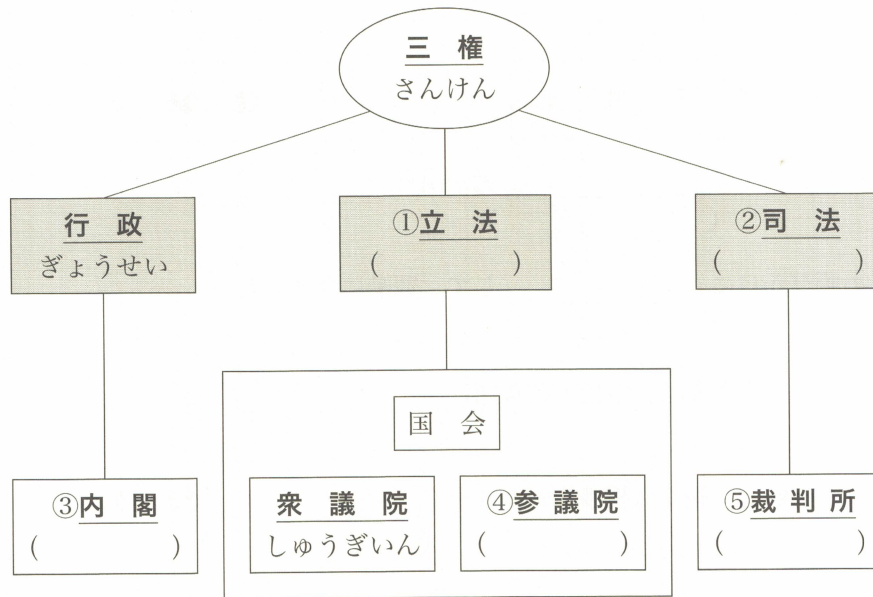 三 権
さんけん
行 政
ぎょうせい
①立 法
(　　　　)
②司 法
(　　　　)
国 会
③内 閣
(　　　　)
衆 議 院
しゅうぎいん
④参 議 院
(　　　　)
⑤裁 判 所
(　　　　)